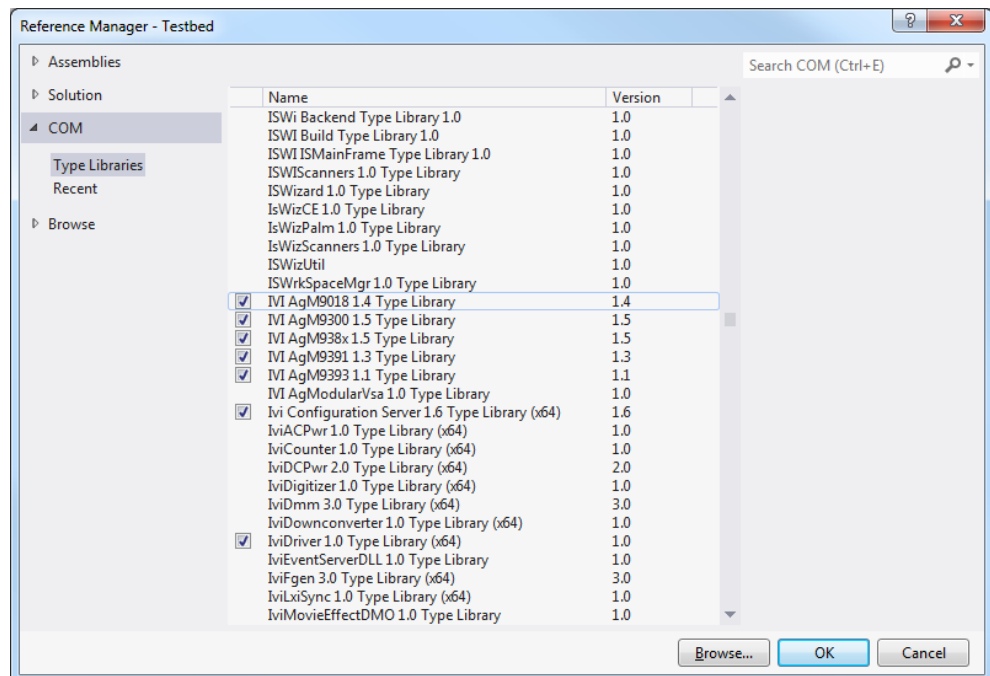 Reference Manager - Testbed
?
Assemblies
Search COM (Ctrl+E)
Solution
COM
Type Libraries
Recent
Browse
Name Version
ISWi Backend Type Library 1.0 1.0
ISWI Build Type Library 1.0 1.0
ISWI ISMainFrame Type Library 1.0 1.0
ISWIScanners 1.0 Type Library 1.0
ISWizard 1.0 Type Library 1.0
IsWizCE 1.0 Type Library 1.0
IsWizPalm 1.0 Type Library 1.0
IsWizScanners 1.0 Type Library 1.0
ISWizUtil 1.0
ISWrkSpaceMgr 1.0 Type Library 1.0
IVI AgM9018 1.4 Type Library 1.4
IVI AgM9300 1.5 Type Library 1.5
IVI AgM938x 1.5 Type Library 1.5
IVI AgM9391 1.3 Type Library 1.3
IVI AgM9393 1.1 Type Library 1.1
IVI AgModularVsa 1.0 Type Library 1.0
Ivi Configuration Server 1.6 Type Library (x64) 1.6
IviACPwr 1.0 Type Library (x64) 1.0
IviCounter 1.0 Type Library (x64) 1.0
IviDCPwr 2.0 Type Library (x64) 2.0
IviDigitizer 1.0 Type Library (x64) 1.0
IviDmm 3.0 Type Library (x64) 3.0
IviDownconverter 1.0 Type Library (x64) 1.0
IviDriver 1.0 Type Library (x64) 1.0
IviEventServerDLL 1.0 Type Library 1.0
IviFgen 3.0 Type Library (x64) 3.0
IviLxiSync 1.0 Type Library (x64) 1.0
IviMovieEffectDMO 1.0 Type Library 1.0
Browse... OK Cancel